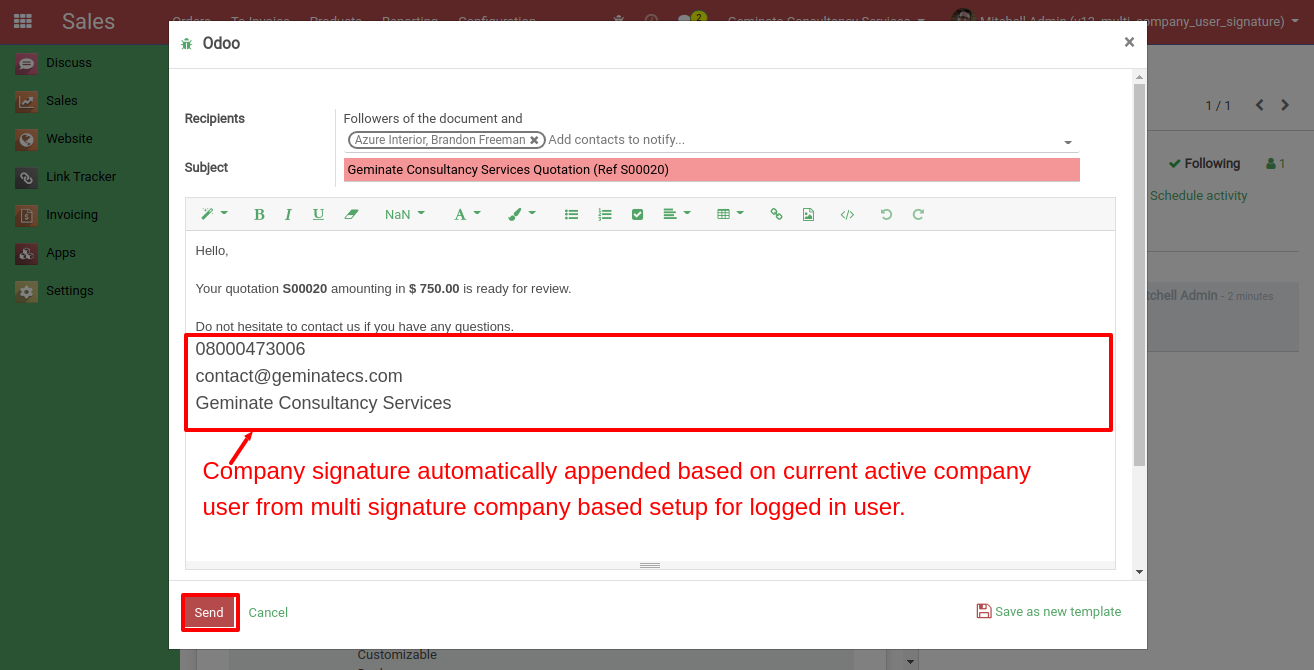 Sales
Orders To Invoice Products Reporting Configuration 2 Geminate Consultancy Services Mitchell Admin (v13_multi_company_user_signature)
Discuss
Sales
Website
Link Tracker
Invoicing
Apps
Settings
Odoo
×
Recipients
Followers of the document and
Azure Interior, Brandon Freeman Add contacts to notify...
Subject
Geminate Consultancy Services Quotation (Ref S00020)
B I U NaN A
Hello,
Your quotation S00020 amounting in $ 750.00 is ready for review.
Do not hesitate to contact us if you have any questions.
08000473006
contact@geminatecs.com
Geminate Consultancy Services
Company signature automatically appended based on current active company
user from multi signature company based setup for logged in user.
Send
Cancel
Save as new template
1 / 1
Following
1
Schedule activity
tchell Admin - 2 minutes
Customizable